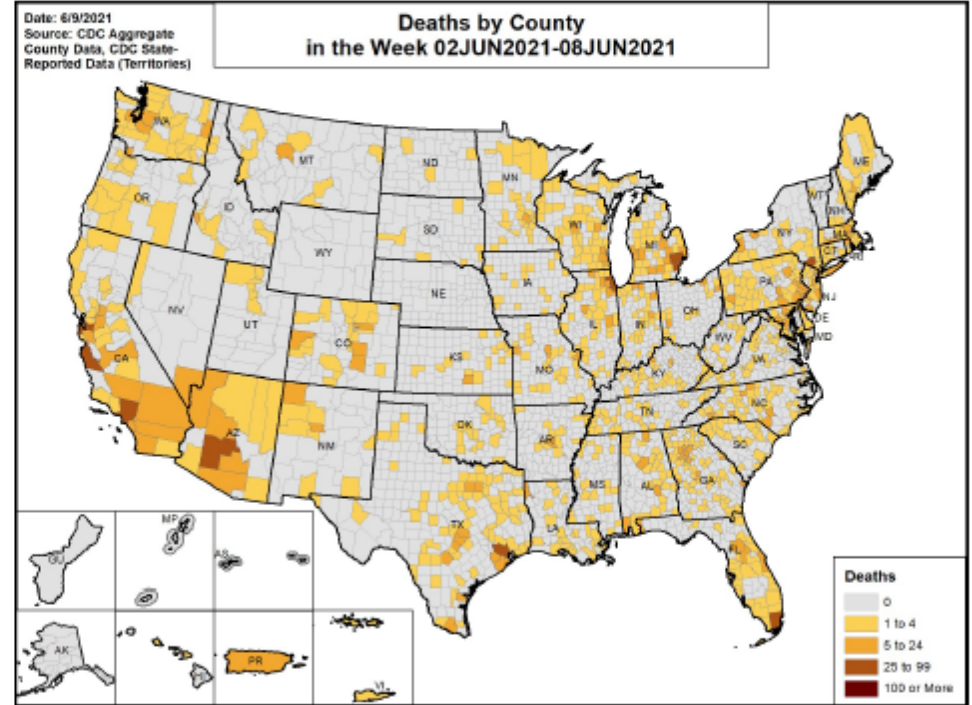 Date: 6/9/2021
Source: CDC Aggregate
County Data, CDC State-
Reported Data (Territories)
Deaths by County
in the Week 02JUN2021-08JUN2021
WA
MT
ND
MN
ME
OR
ID
SD
WI
MI
VT
NH
NY
MA
CT
RI
WY
IA
PA
NJ
NE
NV
UT
IL
IN
OH
DE
MD
WV
CO
CA
KS
MO
KY
VA
AZ
NM
OK
AR
TN
NC
SC
MS
AL
GA
TX
LA
FL
GU
MP
AS
AK
HI
PR
VI
Deaths
0
1 to 4
5 to 24
25 to 99
100 or More